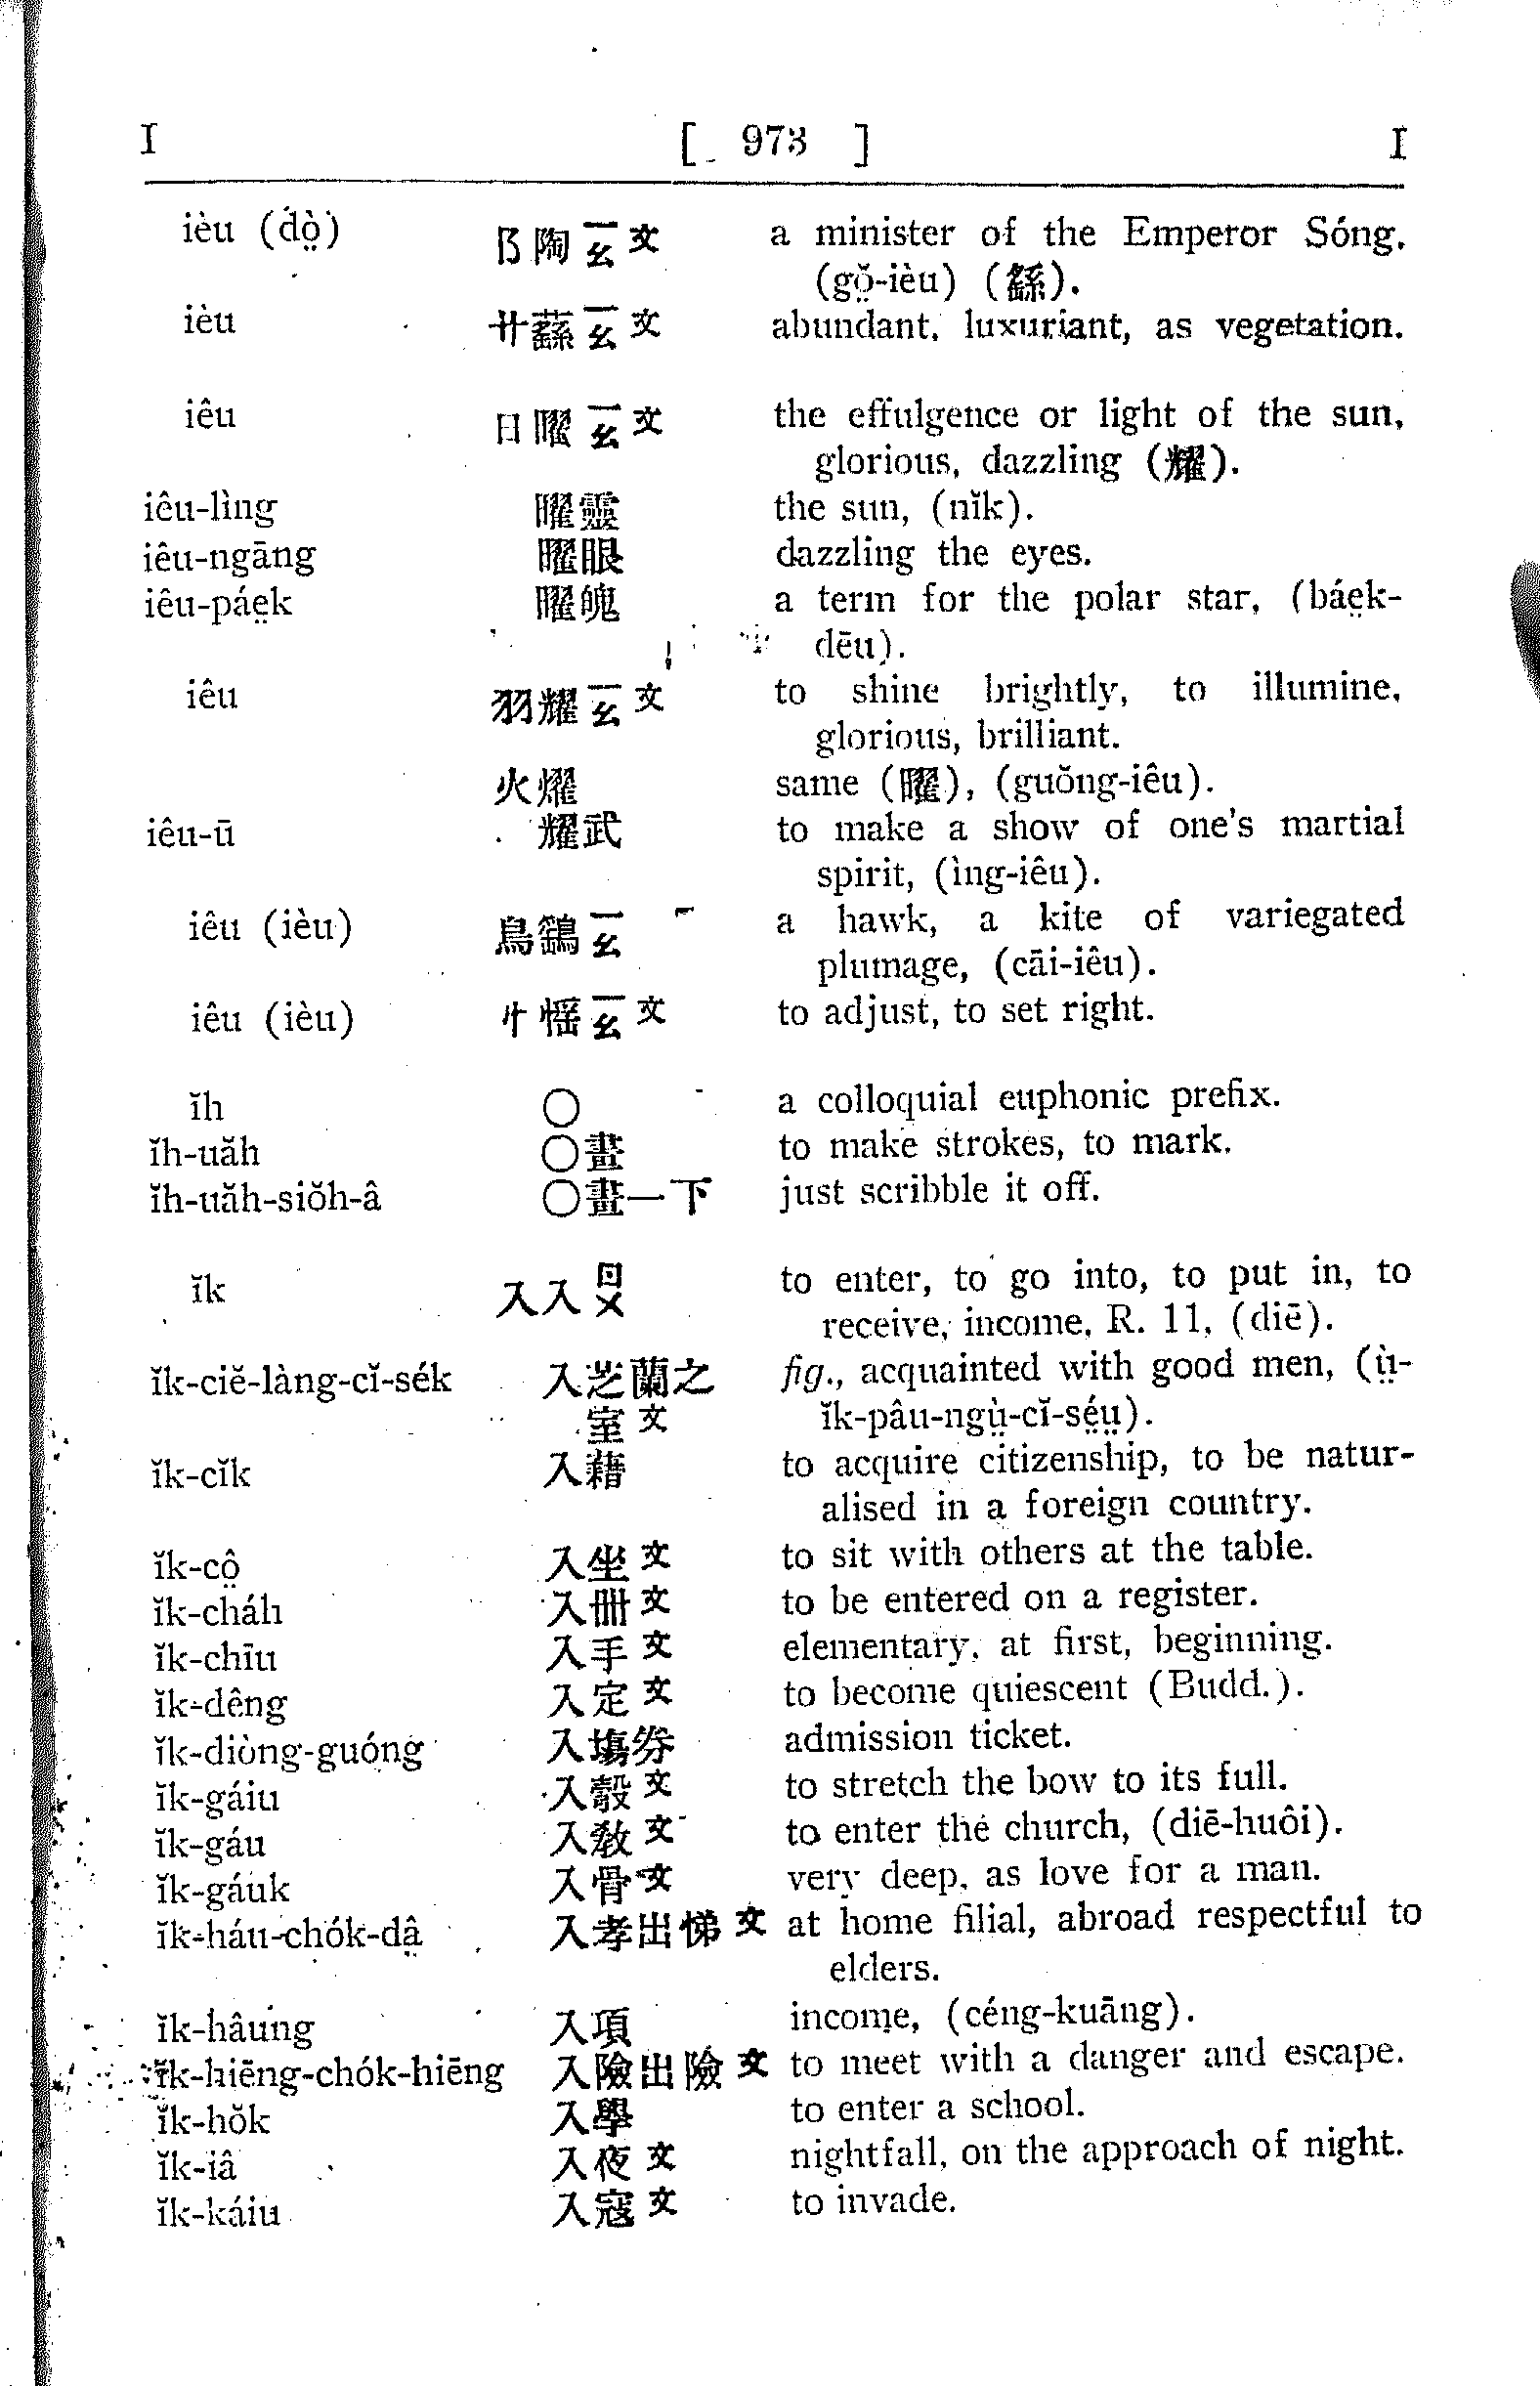 I [ 973 ] I
ièu (dò̤) 阝陶一ㄠ文 a minister of the Emperor Sóng,
(gŏ̤-ièu) (繇).
ièu 艹蘨一ㄠ文 abundant, luxuriant, as vegetation.
iêu 日曜一ㄠ文 the effulgence or light of the sun,
glorious, dazzling (耀).
iêu-lìng 曜靈 the sun, (nĭk).
iêu-ngāng 曜眼 dazzling the eyes.
iêu-páe̤k 曜魄 a term for the polar star, (báe̤k-
dēu).
iêu 羽耀一ㄠ文 to shine brightly, to illumine,
glorious, brilliant.
火燿 same (曜), (guŏng-iêu).
iêu-ū 耀武 to make a show of one's martial
spirit, (ìng-iêu).
iêu (ièu) 鳥鷂一ㄠ a hawk, a kite of variegated
plumage, (cāi-iêu).
iêu (ièu) 忄愮一ㄠ文 to adjust, to set right.
ĭh 〇 a colloquial euphonic prefix.
ĭh-uăh 〇畫 to make strokes, to mark.
ĭh-uăh-siŏh-â 〇畫一下 just scribble it off.
ĭk 入入ㄖㄨ to enter, to go into, to put in, to
receive, income, R. 11, (diē).
ĭk-ciĕ-làng-cĭ-sék 入芝蘭之 fig., acquainted with good men, (ṳ̀-
室文 ĭk-pâu-ngṳ̀-cĭ-sé̤ṳ).
ĭk-cĭk 入藉 to acquire citizenship, to be natur-
alised in a foreign country.
ĭk-cô̤ 入坐文 to sit with others at the table.
ĭk-cháh 入冊文 to be entered on a register.
ĭk-chīu 入手文 elementary, at first, beginning.
ĭk-dêng 入定文 to become quiescent (Budd.).
ĭk-diòng-guóng 入塲券 admission ticket.
ĭk-gáiu 入彀文 to stretch the bow to its full.
ĭk-gáu 入教文 to enter the church, (diē-huôi).
ĭk-gáuk 入骨文 very deep, as love for a man.
ĭk-háu-chók-dâ̤ 入孝出悌文 at home filial, abroad respectful to
elders.
ĭk-hâung 入項 income, (céng-kuāng).
ĭk-hiēng-chók-hiēng 入險出險文 to meet with a danger and escape.
ĭk-hŏk 入學 to enter a school.
ĭk-iâ 入夜文 nightfall, on the approach of night.
ĭk-káiu 入寇文 to invade.